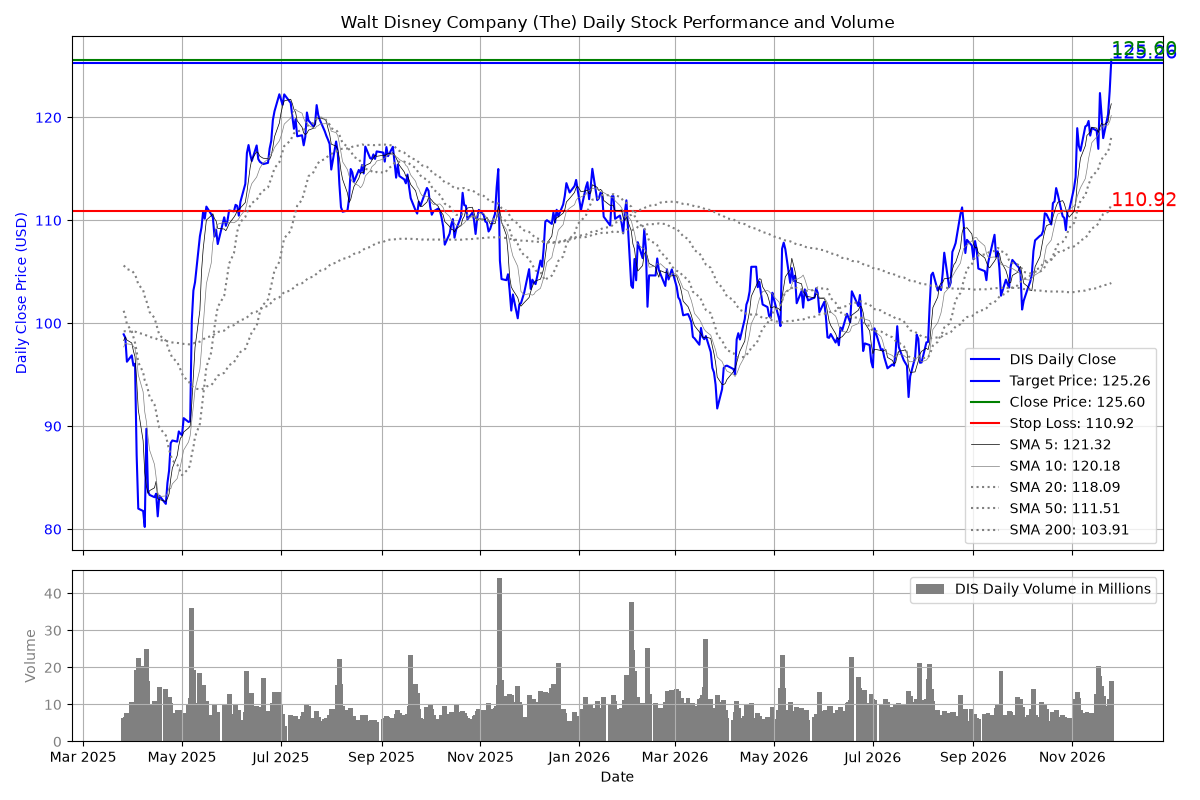 Walt Disney Company (The) Daily Stock Performance and Volume
125.60
125.26
120
110.92
110
100
90
80
Daily Close Price (USD)
DIS Daily Close
Target Price: 125.26
Close Price: 125.60
Stop Loss: 110.92
SMA 5: 121.32
SMA 10: 120.18
SMA 20: 118.09
SMA 50: 111.51
SMA 200: 103.91
DIS Daily Volume in Millions
40
30
20
10
0
Volume
Mar 2025 May 2025 Jul 2025 Sep 2025 Nov 2025 Jan 2026 Mar 2026 May 2026 Jul 2026 Sep 2026 Nov 2026
Date